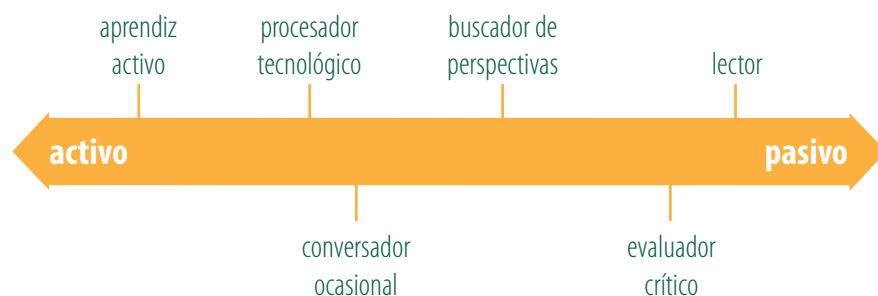 aprendiz
activo
procesador
tecnológico
buscador de
perspectivas
lector
activo
pasivo
conversador
ocasional
evaluador
crítico